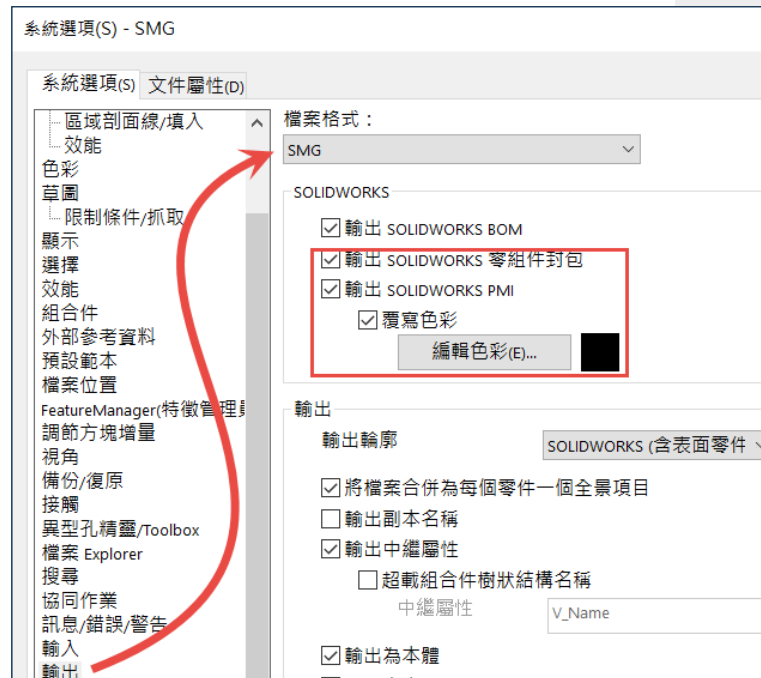 系統選項(S) - SMG
系統選項(S) 文件屬性(D)
區域剖面線/填入
效能
色彩
草圖
限制條件/抓取
顯示
選擇
效能
組合件
外部參考資料
預設範本
檔案位置
FeatureManager(特徵管理員
調節方塊增量
視角
備份/復原
接觸
異型孔精靈/Toolbox
檔案 Explorer
搜尋
協同作業
訊息/錯誤/警告
輸入
輸出
檔案格式：
SMG
SOLIDWORKS
輸出 SOLIDWORKS BOM
輸出 SOLIDWORKS 零組件封包
輸出 SOLIDWORKS PMI
覆寫色彩
編輯色彩(E)...
輸出
輸出輪廓 SOLIDWORKS (含表面零件
將檔案合併為每個零件一個全景項目
輸出副本名稱
輸出中繼屬性
超載組合件樹狀結構名稱
中繼屬性 V_Name
輸出為本體